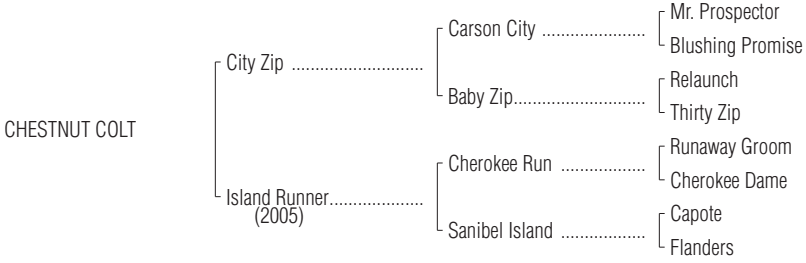 Mr. Prospector
Carson City ......................
Blushing Promise
City Zip ............................
Relaunch
Baby Zip............................
Thirty Zip
CHESTNUT COLT
Runaway Groom
Cherokee Run ..................
Cherokee Dame
Island Runner....................
(2005)
Capote
Sanibel Island ..................
Flanders